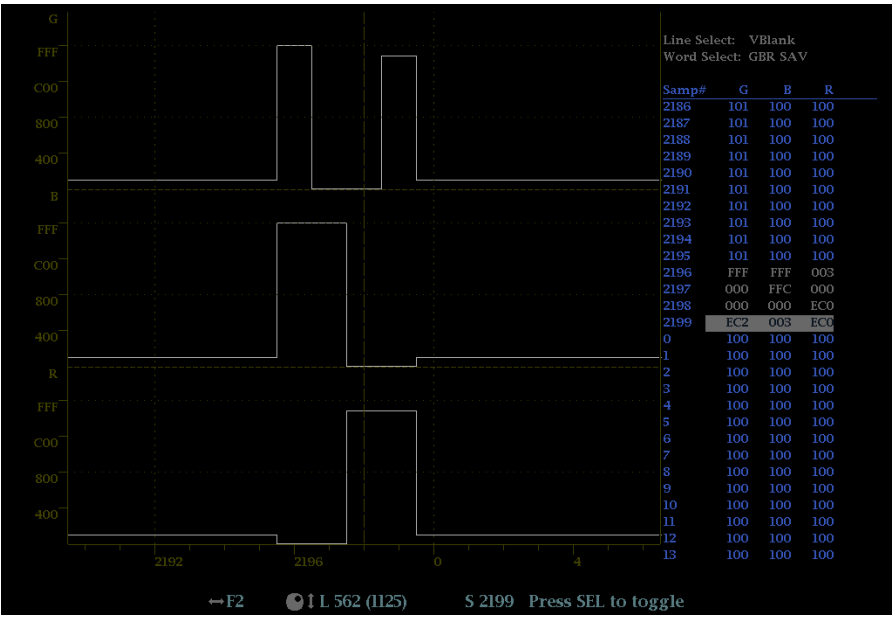 G
FFF
C00
800
400
B
FFF
C00
800
400
R
FFF
C00
800
400
2192 2196 0 4
Line Select: VBlank
Word Select: GBR SAV
Samp# G B R
2186 101 100 100
2187 101 100 100
2188 101 100 100
2189 101 100 100
2190 101 100 100
2191 101 100 100
2192 101 100 100
2193 101 100 100
2194 101 100 100
2195 101 100 100
2196 FFF FFF 003
2197 000 FFC 000
2198 000 000 EC0
2199 EC2 003 EC0
0 100 100 100
1 100 100 100
2 100 100 100
3 100 100 100
4 100 100 100
5 100 100 100
6 100 100 100
7 100 100 100
8 100 100 100
9 100 100 100
10 100 100 100
11 100 100 100
12 100 100 100
13 100 100 100
↔F2 ↕ L 562 (1125) S 2199 Press SEL to toggle